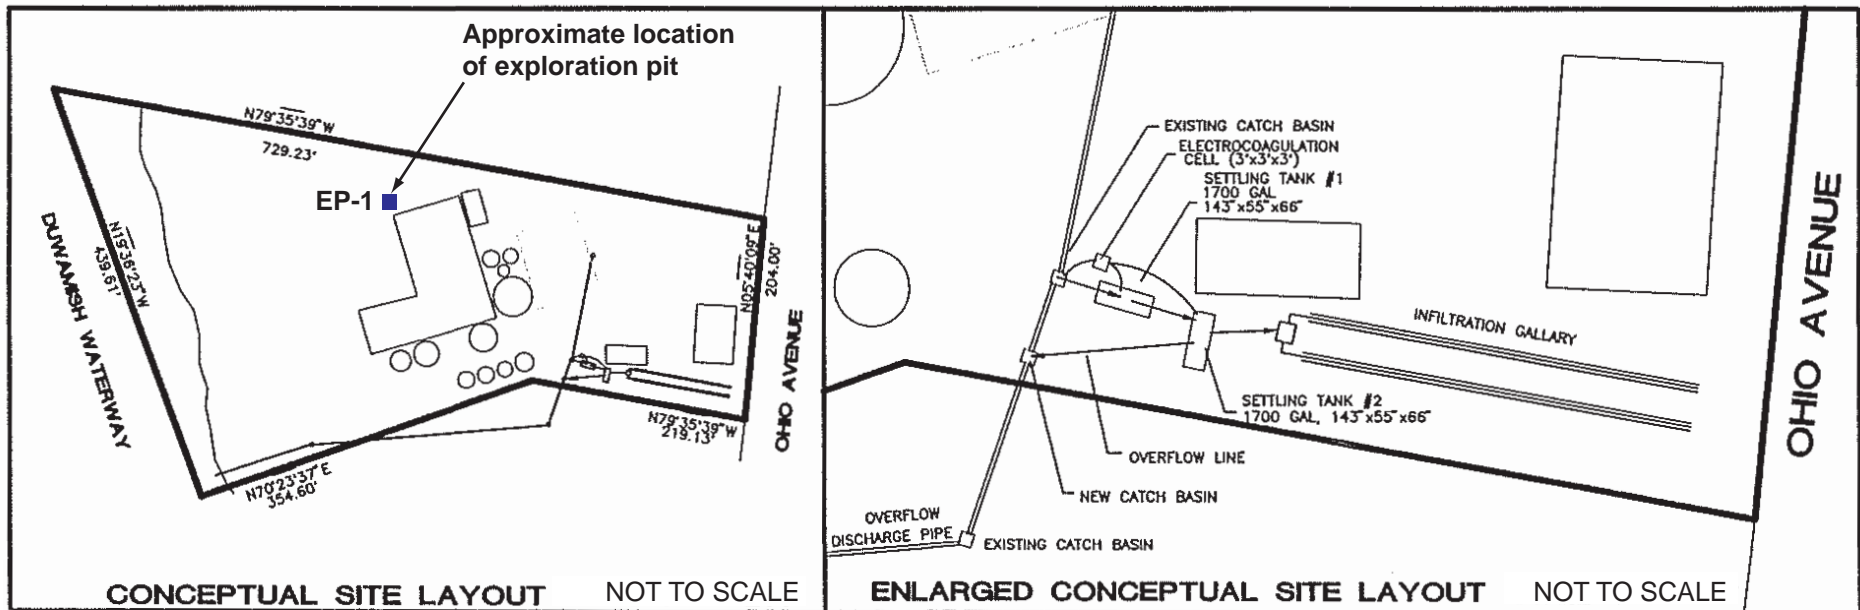 Approximate location
of exploration pit
N79°35'39"W
729.23'
EP-1
DUWAMISH WATERWAY
N19°36'23"W
439.61'
N05°40'09"E
204.00'
OHIO AVENUE
N79°35'39"W
219.13'
N70°23'37"E
354.60'
CONCEPTUAL SITE LAYOUT
NOT TO SCALE
EXISTING CATCH BASIN
ELECTROCOAGULATION
CELL (3'x3'x3')
SETTLING TANK #1
1700 GAL
143"x55"x66"
INFILTRATION GALLARY
OHIO AVENUE
SETTLING TANK #2
1700 GAL, 143"x55"x66"
OVERFLOW LINE
NEW CATCH BASIN
OVERFLOW
DISCHARGE PIPE
EXISTING CATCH BASIN
ENLARGED CONCEPTUAL SITE LAYOUT
NOT TO SCALE